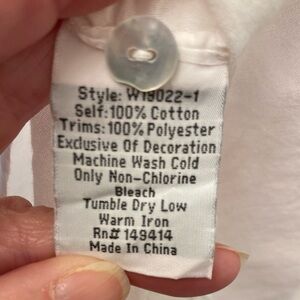 Style: W19022-1
Self:100% Cotton
Trims:100% Polyester
Exclusive Of Decoration
Machine Wash Cold
Only Non-Chlorine
Bleach
Tumble Dry Low
Warm Iron
Rn# 149414
Made In China